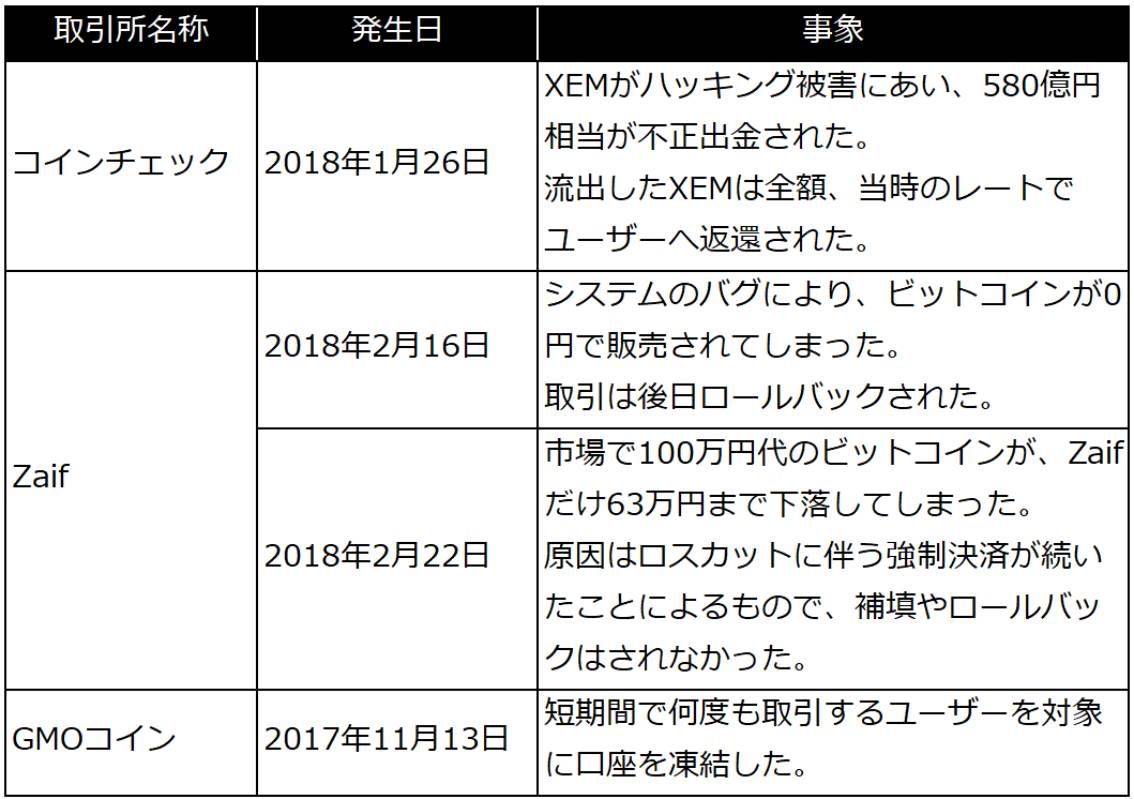 取引所名称
発生日
事象
コインチェック
2018年1月26日
XEMがハッキング被害にあい、580億円
相当が不正出金された。
流出したXEMは全額、当時のレートで
ユーザーへ返還された。
Zaif
2018年2月16日
システムのバグにより、ビットコインが0
円で販売されてしまった。
取引は後日ロールバックされた。
2018年2月22日
市場で100万円代のビットコインが、Zaif
だけ63万円まで下落してしまった。
原因はロスカットに伴う強制決済が続い
たことによるもので、補填やロールバッ
クはされなかった。
GMOコイン
2017年11月13日
短期間で何度も取引するユーザーを対象
に口座を凍結した。